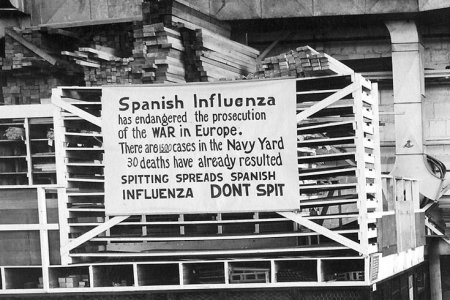 Spanish Influenza
has endangered the prosecution
of the WAR in Europe.
There are 1500 cases in the Navy Yard
30 deaths have already resulted
SPITTING SPREADS SPANISH
INFLUENZA DONT SPIT